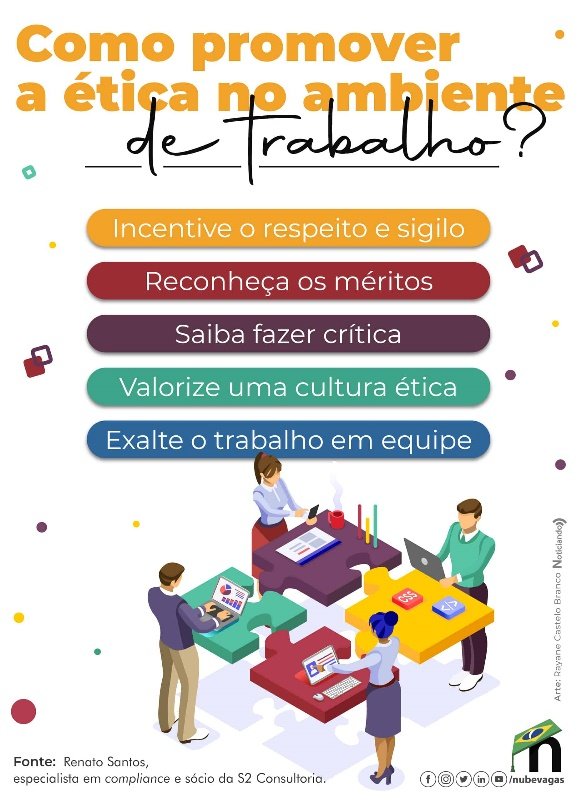 Como promover
a ética no ambiente
de trabalho?
Incentive o respeito e sigilo
Reconheça os méritos
Saiba fazer crítica
Valorize uma cultura ética
Exalte o trabalho em equipe
CSS
</>
Arte: Rayane Castelo Branco Noticiando
Fonte: Renato Santos,
especialista em compliance e sócio da S2 Consultoria.
n
/nubevagas